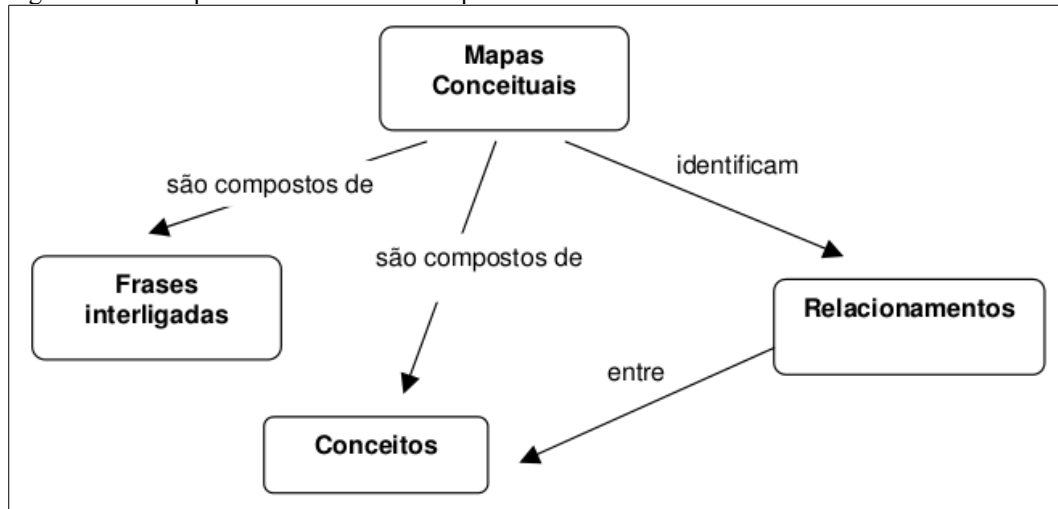 Mapas
Conceituais
identificam
são compostos de
são compostos de
Frases
interligadas
Relacionamentos
entre
Conceitos